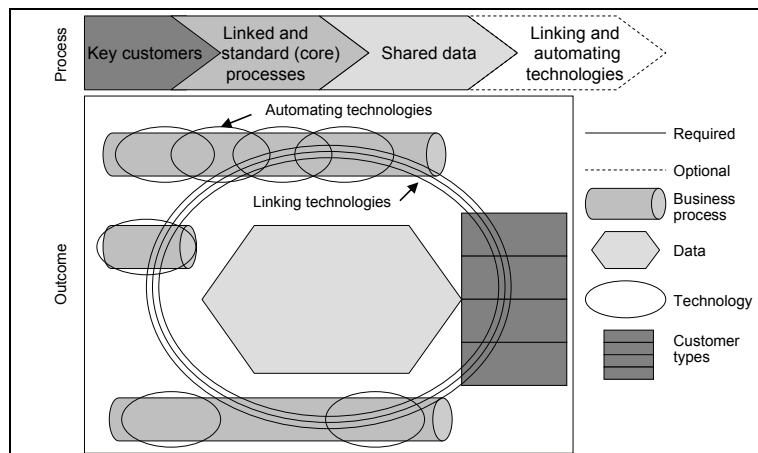 Process
Key customers
Linked and
standard (core)
processes
Shared data
Linking and
automating
technologies
Outcome
Automating technologies
Linking technologies
Required
Optional
Business
process
Data
Technology
Customer
types